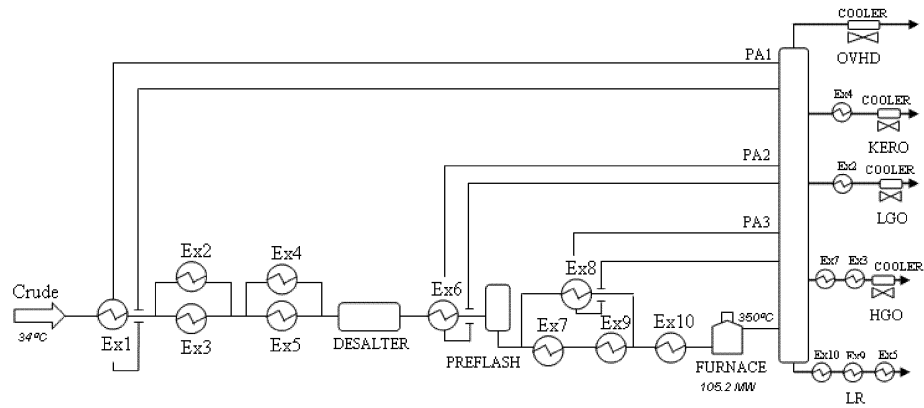 COOLER
OVHD
PA1
Ex4
COOLER
KERO
PA2
Ex2
COOLER
LGO
PA3
Ex2
Ex4
Ex8
Ex7
Ex3
COOLER
HGO
Crude
34ºC
Ex1
Ex3
Ex5
DESALTER
Ex6
PREFLASH
Ex7
Ex9
Ex10
350ºC
FURNACE
105.2 MW
Ex10
Ex9
Ex5
LR